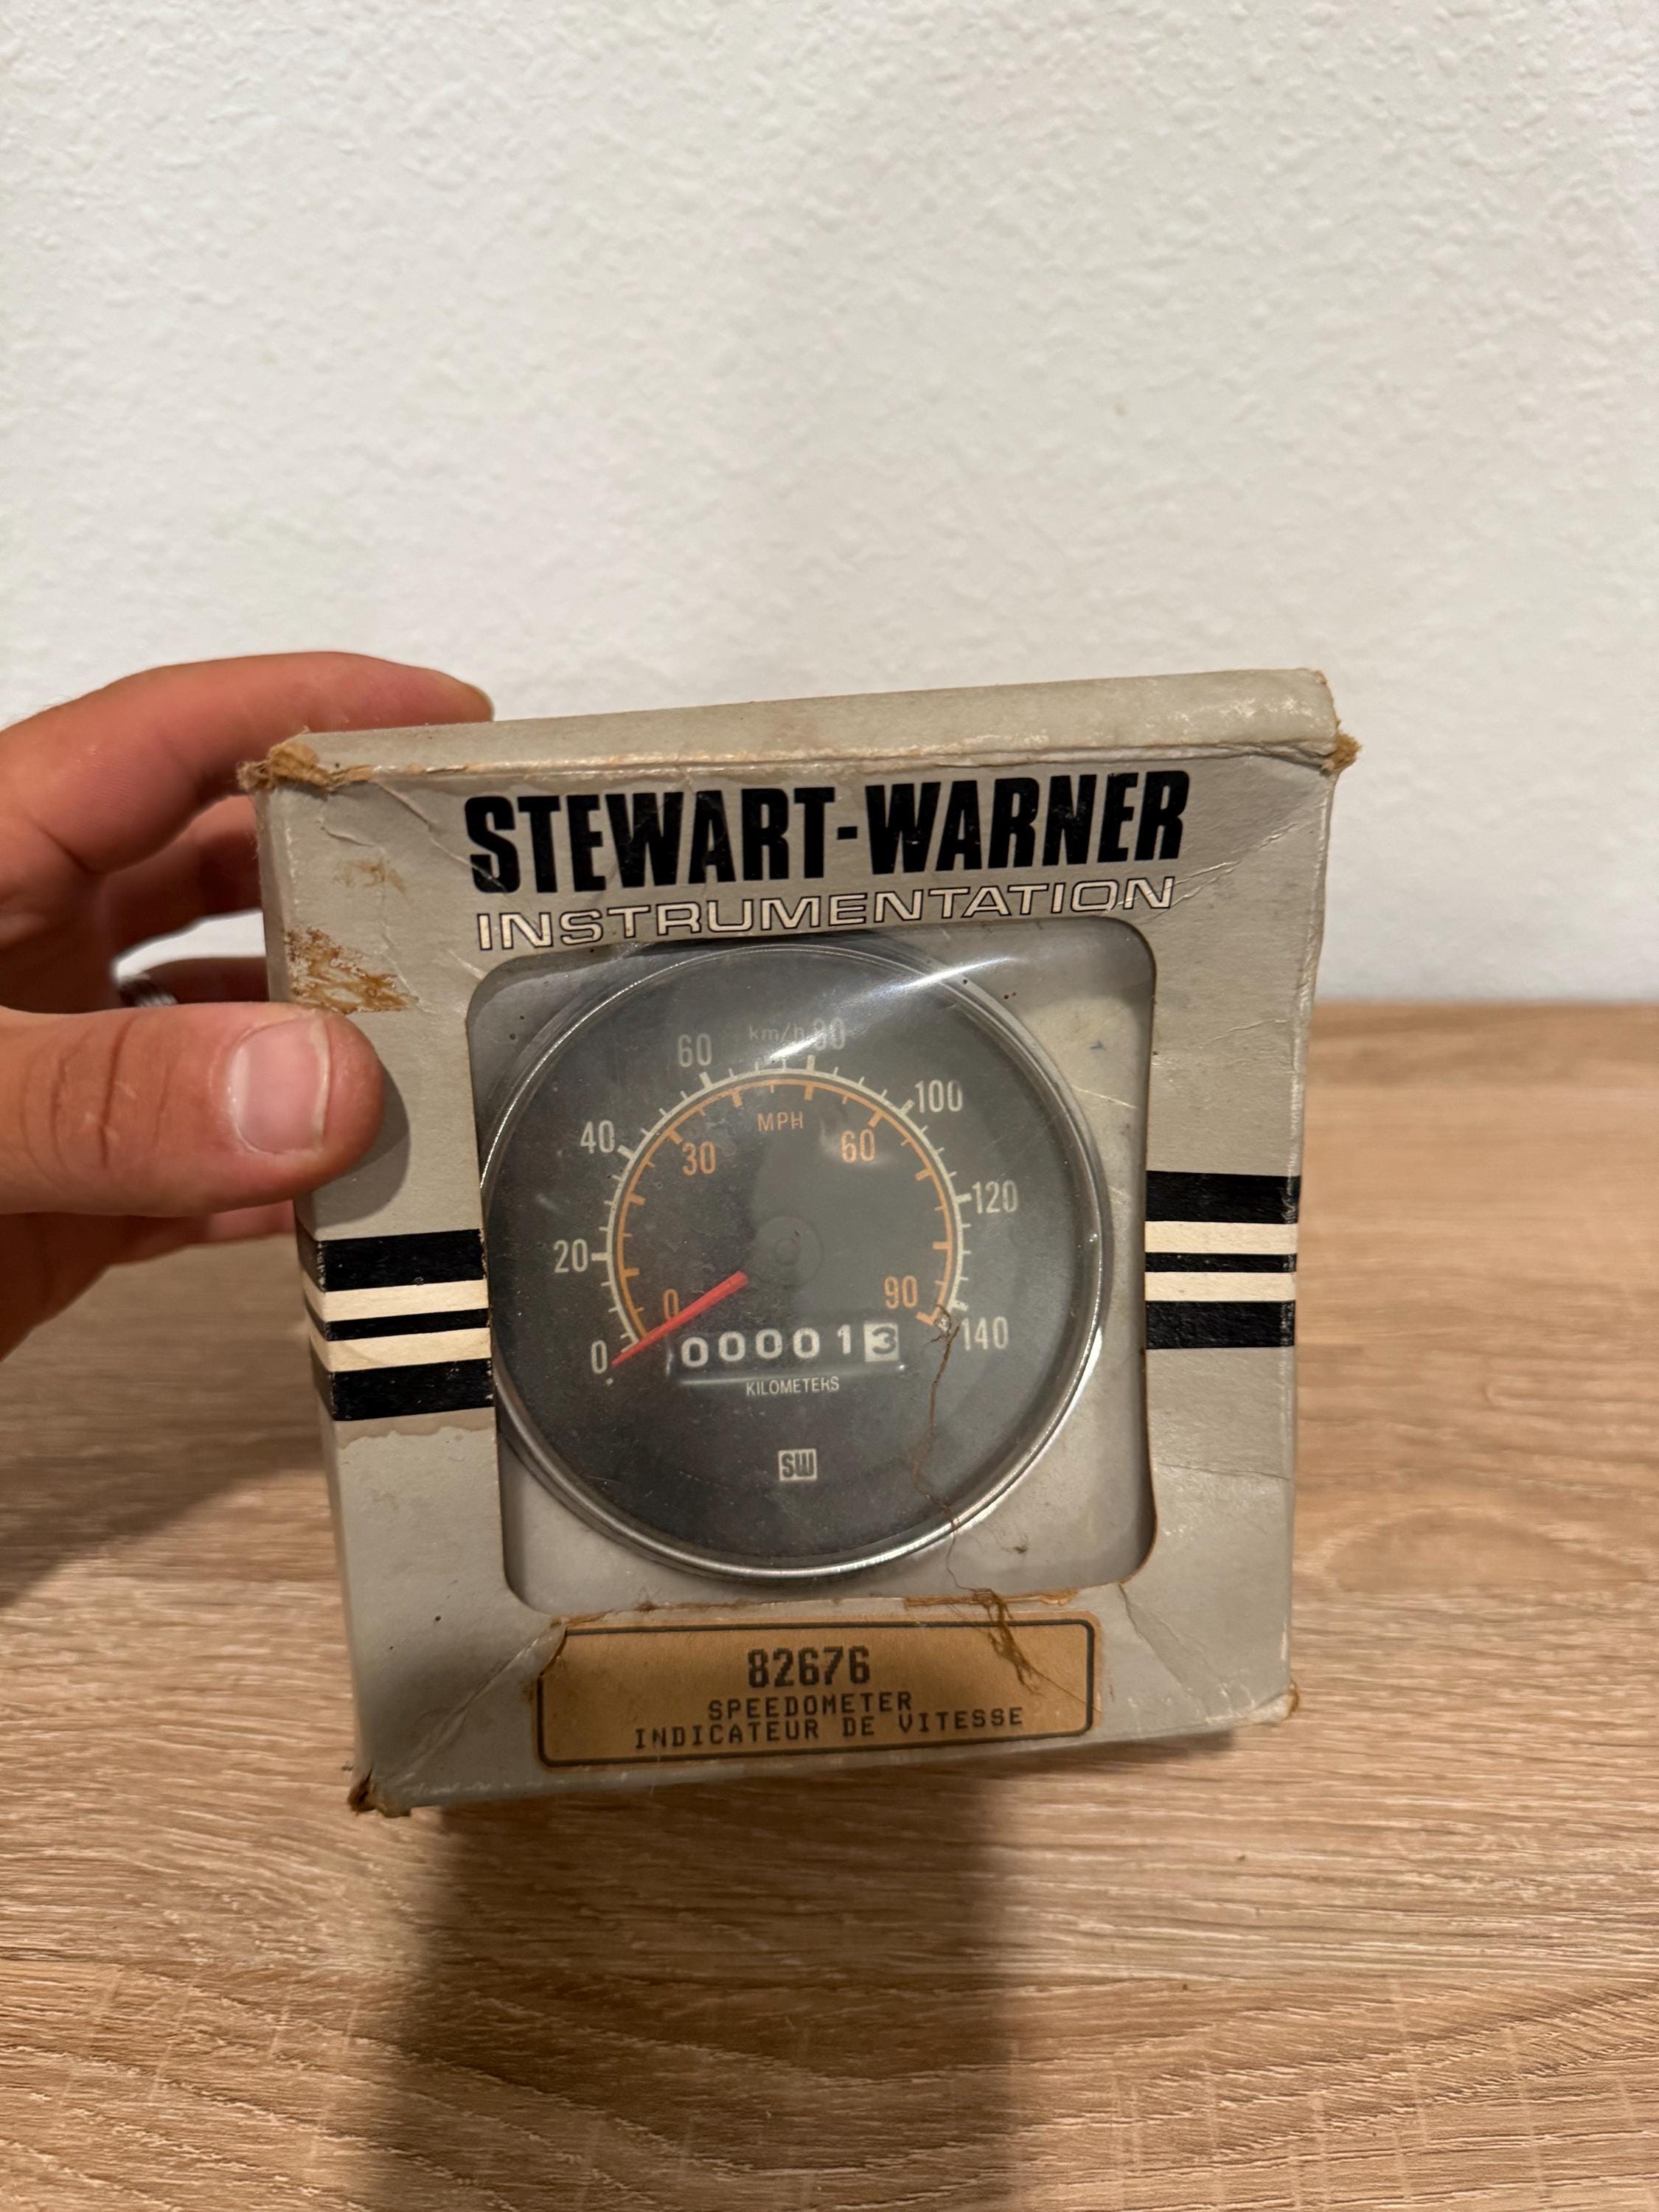 STEWART-WARNER
INSTRUMENTATION
km/h
60 80
40 100
MPH
30 60
20 120
0 90
0 000013 140
KILOMETERS
SW
82676
SPEEDOMETER
INDICATEUR DE VITESSE